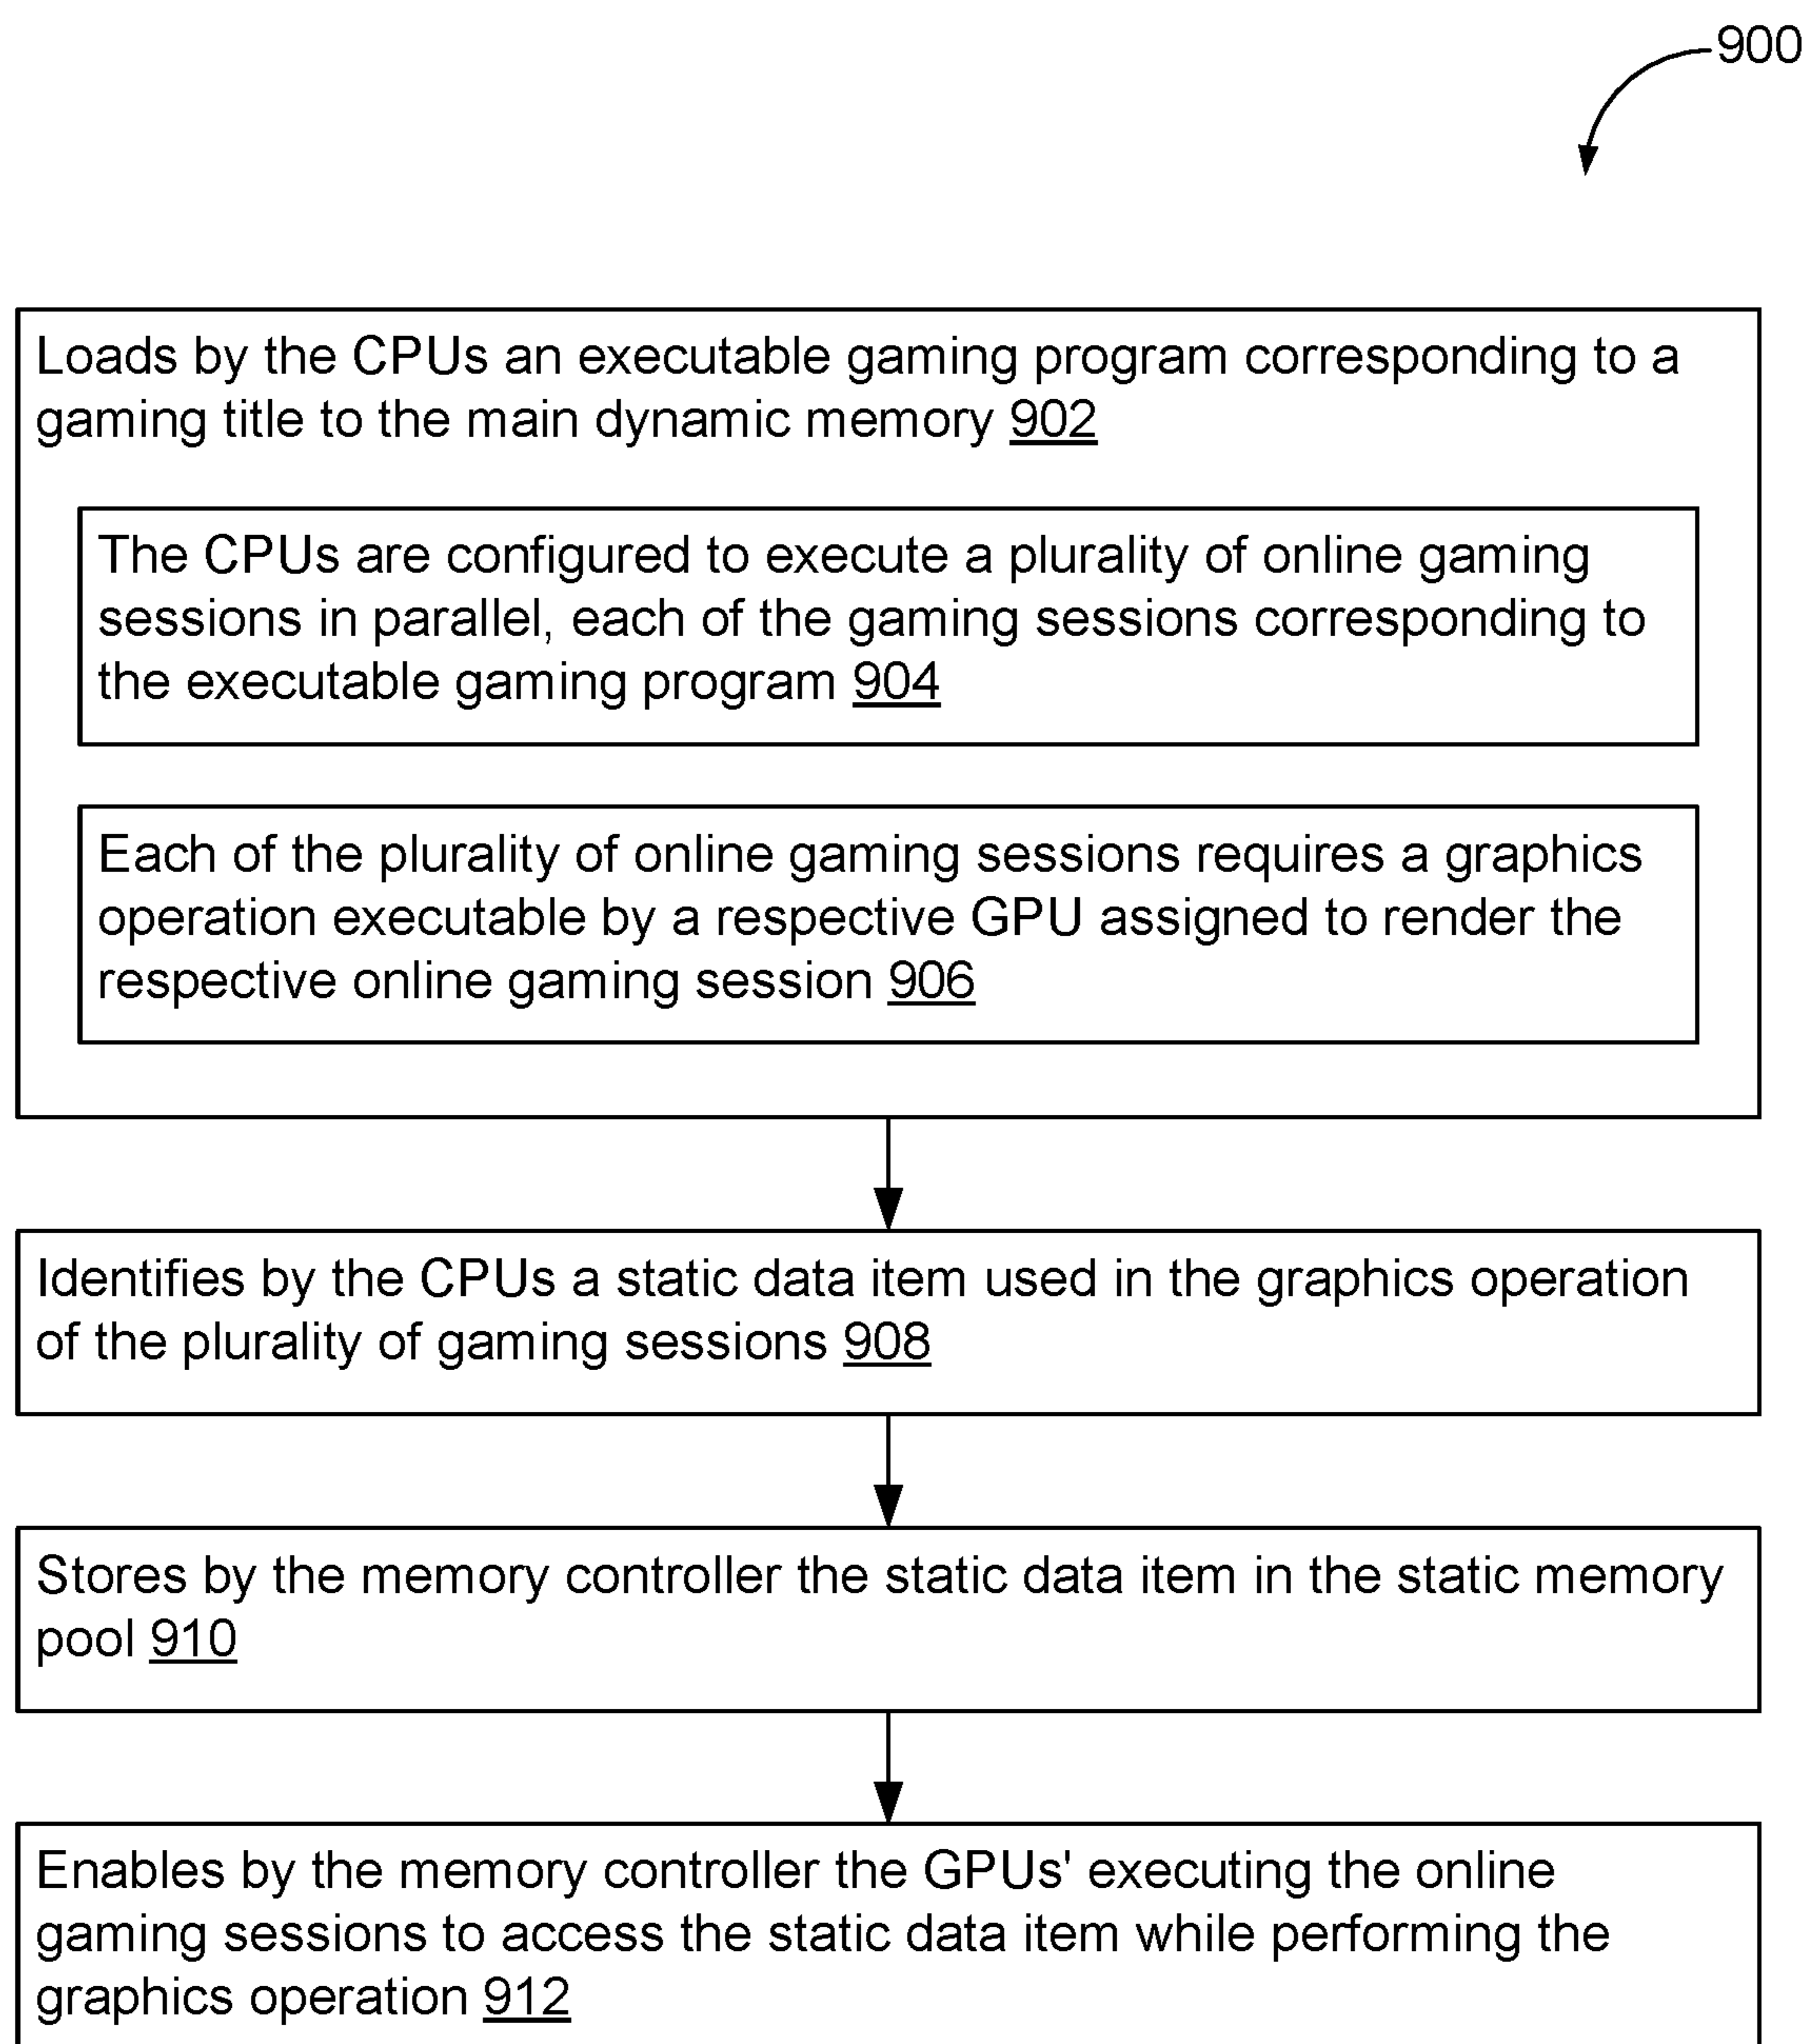 900
Loads by the CPUs an executable gaming program corresponding to a
gaming title to the main dynamic memory 902
The CPUs are configured to execute a plurality of online gaming
sessions in parallel, each of the gaming sessions corresponding to
the executable gaming program 904
Each of the plurality of online gaming sessions requires a graphics
operation executable by a respective GPU assigned to render the
respective online gaming session 906
Identifies by the CPUs a static data item used in the graphics operation
of the plurality of gaming sessions 908
Stores by the memory controller the static data item in the static memory
pool 910
Enables by the memory controller the GPUs' executing the online
gaming sessions to access the static data item while performing the
graphics operation 912